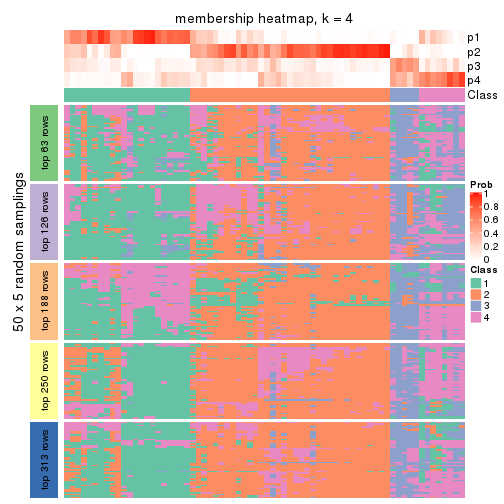 membership heatmap, k = 4
p1
p2
p3
p4
Class
50 x 5 random samplings
top 63 rows
top 126 rows
top 188 rows
top 250 rows
top 313 rows
Prob
1
0.8
0.6
0.4
0.2
0
Class
1
2
3
4